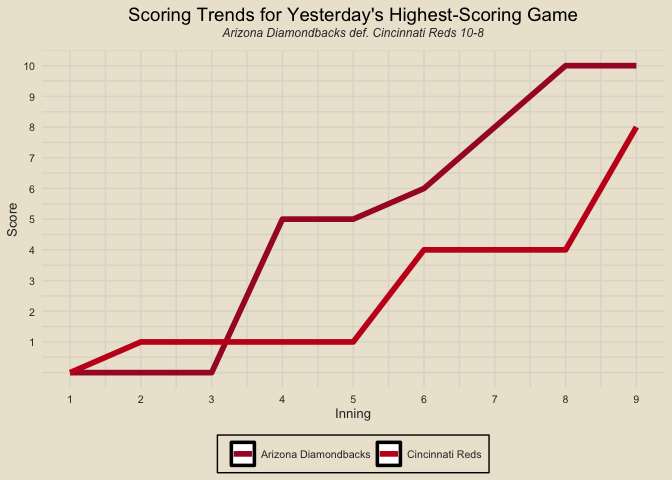 Scoring Trends for Yesterday's Highest-Scoring Game
Arizona Diamondbacks def. Cincinnati Reds 10-8
10
9
8
7
6
5
4
3
2
1
Score
1 2 3 4 5 6 7 8 9
Inning
Arizona Diamondbacks Cincinnati Reds